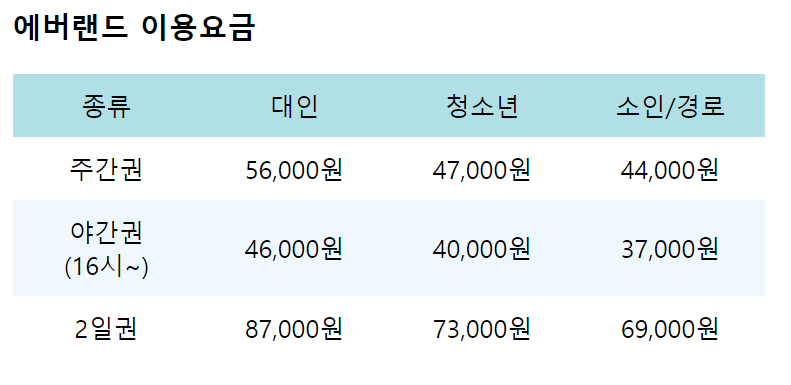 에버랜드 이용요금
종류 대인 청소년 소인/경로
주간권 56,000원 47,000원 44,000원
야간권
(16시~) 46,000원 40,000원 37,000원
2일권 87,000원 73,000원 69,000원